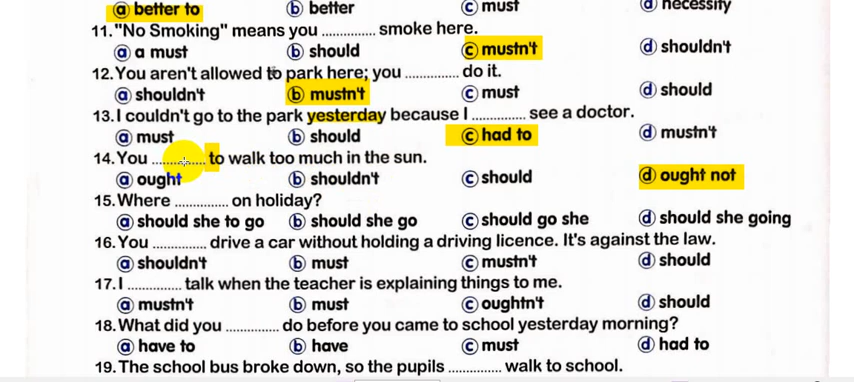 ⓐ better to ⓑ better ⓒ must ⓓ necessity
11. "No Smoking" means you .............. smoke here.
ⓐ a must ⓑ should ⓒ mustn't ⓓ shouldn't
12. You aren't allowed to park here; you .............. do it.
ⓐ shouldn't ⓑ mustn't ⓒ must ⓓ should
13. I couldn't go to the park yesterday because I .............. see a doctor.
ⓐ must ⓑ should ⓒ had to ⓓ mustn't
14. You .............. to walk too much in the sun.
ⓐ ought ⓑ shouldn't ⓒ should ⓓ ought not
15. Where .............. on holiday?
ⓐ should she to go ⓑ should she go ⓒ should go she ⓓ should she going
16. You .............. drive a car without holding a driving licence. It's against the law.
ⓐ shouldn't ⓑ must ⓒ mustn't ⓓ should
17. I .............. talk when the teacher is explaining things to me.
ⓐ mustn't ⓑ must ⓒ oughtn't ⓓ should
18. What did you .............. do before you came to school yesterday morning?
ⓐ have to ⓑ have ⓒ must ⓓ had to
19. The school bus broke down, so the pupils .............. walk to school.